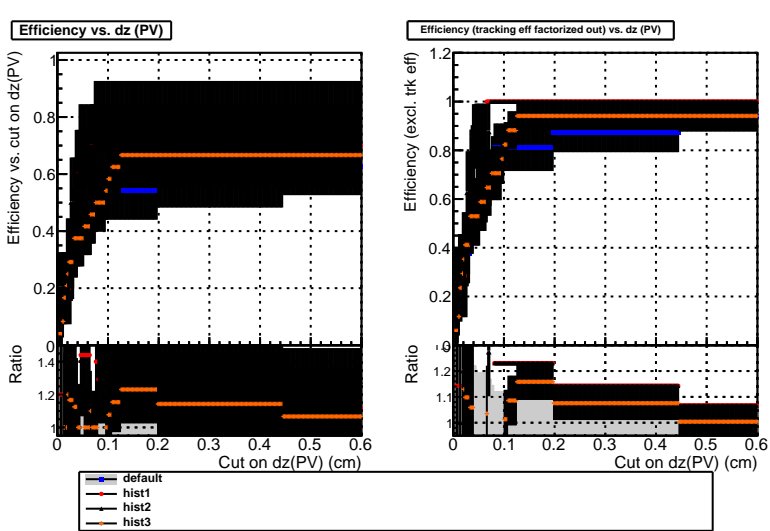 Efficiency vs. dz (PV)
Efficiency vs. cut on dz(PV)
1
0.8
0.6
0.4
0.2
0
Ratio
1.4
1.2
1
0 0.1 0.2 0.3 0.4 0.5 0.6
Cut on dz(PV) (cm)
Efficiency (tracking eff factorized out) vs. dz (PV)
Efficiency (excl. trk eff)
1.2
1
0.8
0.6
0.4
0.2
0
Ratio
1.2
1.1
1
0 0.1 0.2 0.3 0.4 0.5 0.6
Cut on dz(PV) (cm)
default
hist1
hist2
hist3